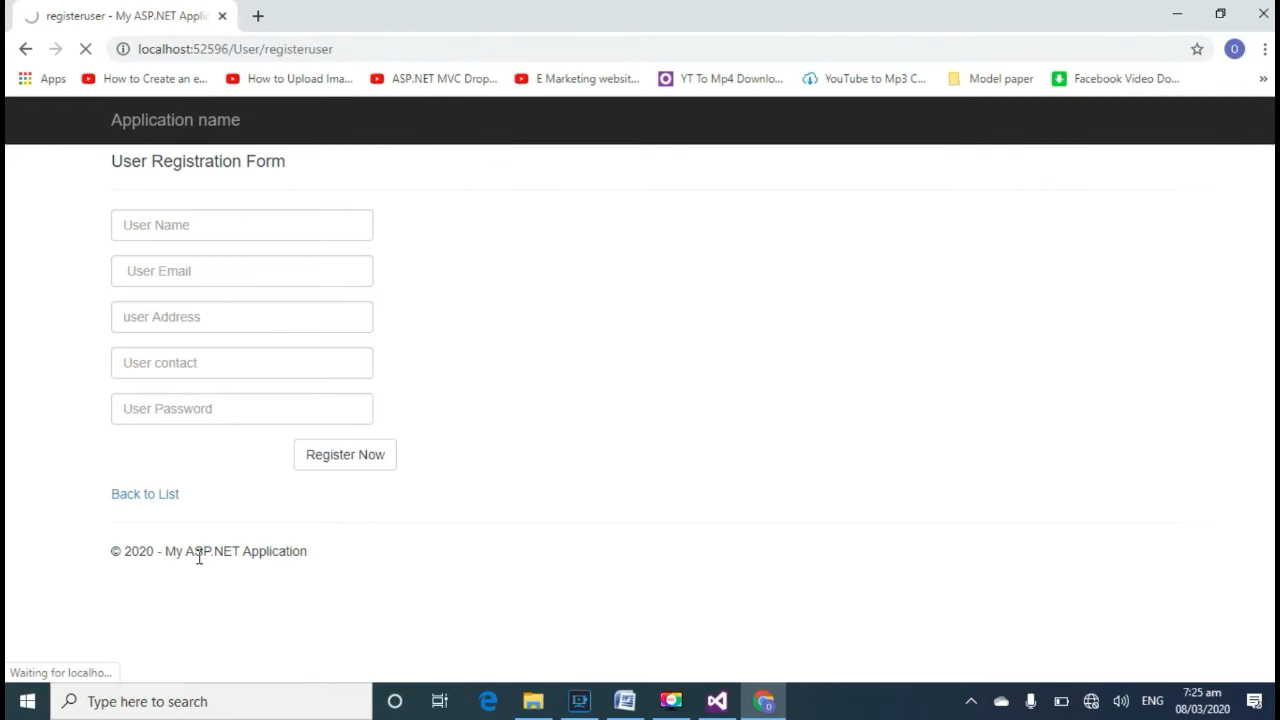 registeruser - My ASP.NET Applic
localhost:52596/User/registeruser
O
Apps
How to Create an e...
How to Upload Ima...
ASP.NET MVC Drop...
E Marketing websit...
YT To Mp4 Downlo...
YouTube to Mp3 C...
Model paper
Facebook Video Do...
»
Application name
User Registration Form
User Name
User Email
user Address
User contact
User Password
Register Now
Back to List
© 2020 - My ASP.NET Application
Waiting for localho...
Type here to search
ENG
7:25 am
08/03/2020